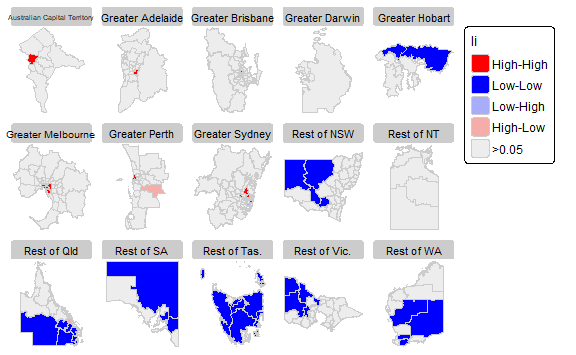 Australian Capital Territory
Greater Adelaide
Greater Brisbane
Greater Darwin
Greater Hobart
Greater Melbourne
Greater Perth
Greater Sydney
Rest of NSW
Rest of NT
Rest of Qld
Rest of SA
Rest of Tas.
Rest of Vic.
Rest of WA
li
High-High
Low-Low
Low-High
High-Low
>0.05